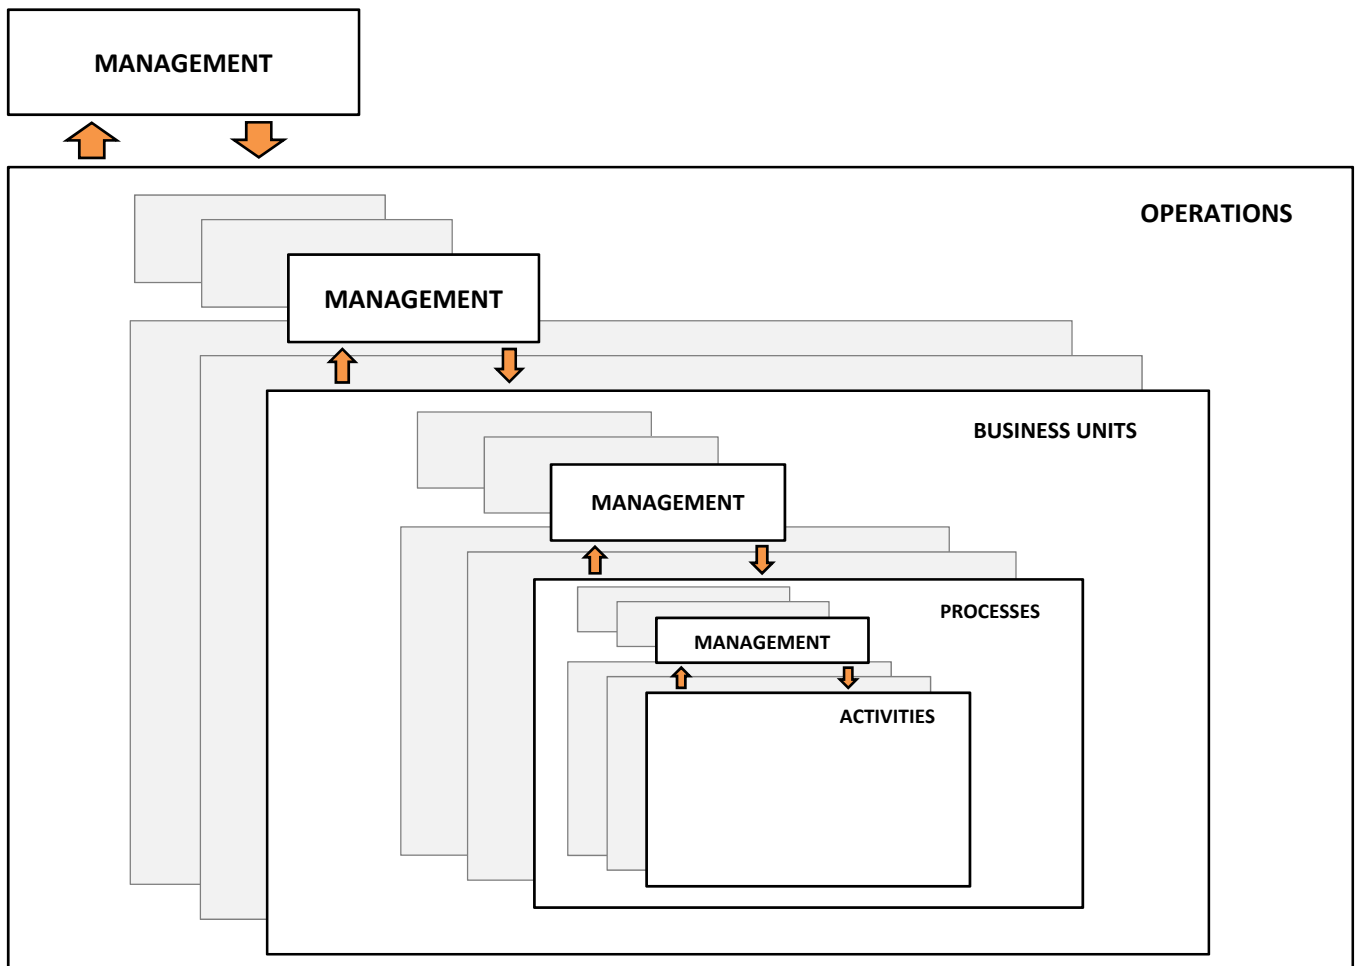 MANAGEMENT
OPERATIONS
MANAGEMENT
BUSINESS UNITS
MANAGEMENT
PROCESSES
MANAGEMENT
ACTIVITIES